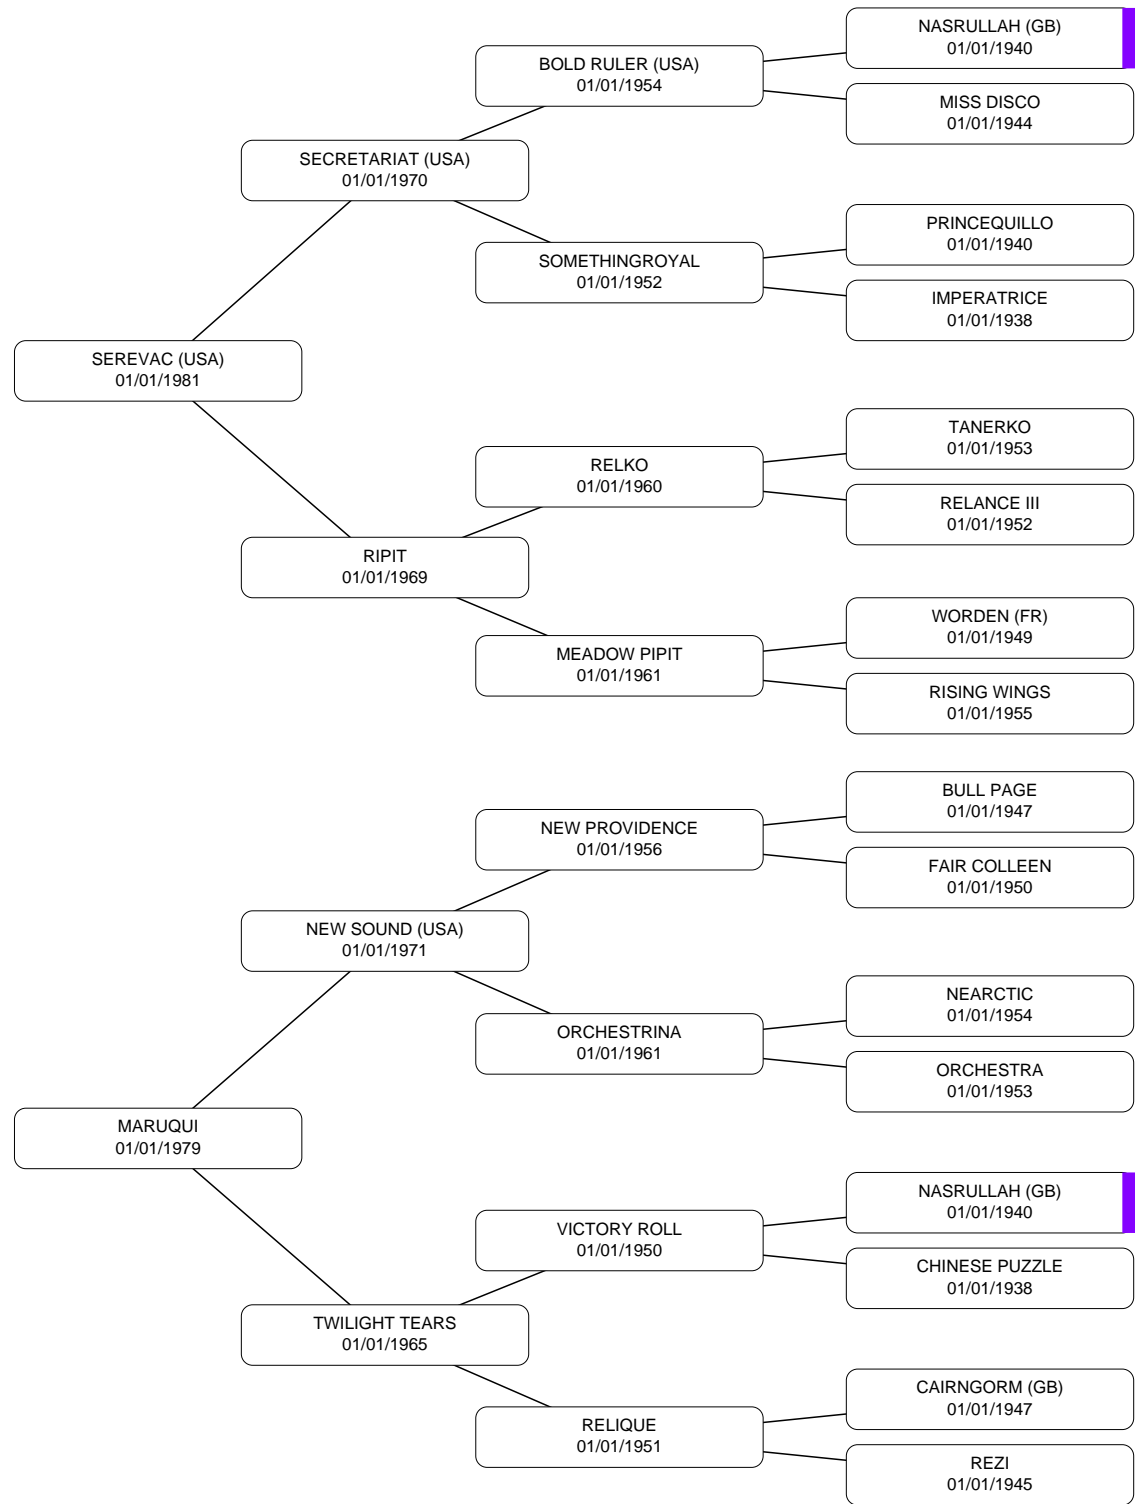 NASRULLAH (GB)
01/01/1940
BOLD RULER (USA)
01/01/1954
MISS DISCO
01/01/1944
SECRETARIAT (USA)
01/01/1970
PRINCEQUILLO
01/01/1940
SOMETHINGROYAL
01/01/1952
IMPERATRICE
01/01/1938
SEREVAC (USA)
01/01/1981
TANERKO
01/01/1953
RELKO
01/01/1960
RELANCE III
01/01/1952
RIPIT
01/01/1969
WORDEN (FR)
01/01/1949
MEADOW PIPIT
01/01/1961
RISING WINGS
01/01/1955
BULL PAGE
01/01/1947
NEW PROVIDENCE
01/01/1956
FAIR COLLEEN
01/01/1950
NEW SOUND (USA)
01/01/1971
NEARCTIC
01/01/1954
ORCHESTRINA
01/01/1961
ORCHESTRA
01/01/1953
MARUQUI
01/01/1979
NASRULLAH (GB)
01/01/1940
VICTORY ROLL
01/01/1950
CHINESE PUZZLE
01/01/1938
TWILIGHT TEARS
01/01/1965
CAIRNGORM (GB)
01/01/1947
RELIQUE
01/01/1951
REZI
01/01/1945